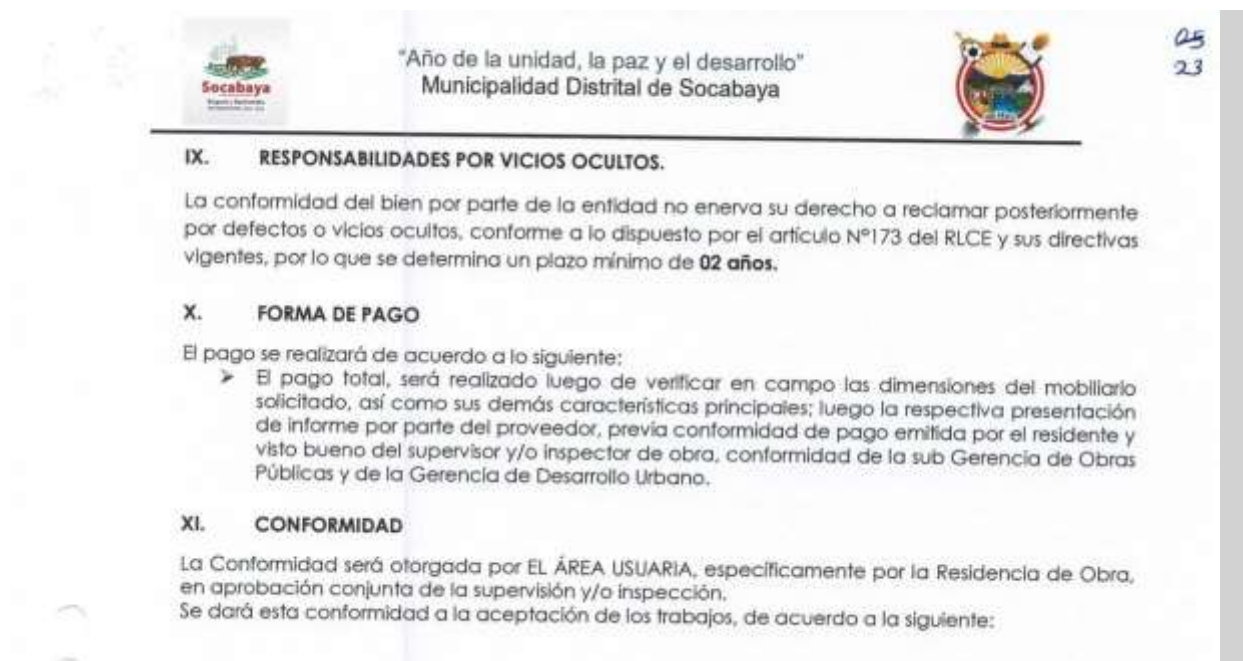 "Año de la unidad, la paz y el desarrollo"
Municipalidad Distrital de Socabaya
Socabaya
05
23
IX. RESPONSABILIDADES POR VICIOS OCULTOS.
La conformidad del bien por parte de la entidad no enerva su derecho a reclamar posteriormente
por defectos o vicios ocultos, conforme a lo dispuesto por el artículo N°173 del RLCE y sus directivas
vigentes, por lo que se determina un plazo mínimo de 02 años.
X. FORMA DE PAGO
El pago se realizará de acuerdo a lo siguiente:
➤ El pago total, será realizado luego de verificar en campo las dimensiones del mobiliario
solicitado, así como sus demás características principales; luego la respectiva presentación
de informe por parte del proveedor, previa conformidad de pago emitida por el residente y
visto bueno del supervisor y/o inspector de obra, conformidad de la sub Gerencia de Obras
Públicas y de la Gerencia de Desarrollo Urbano.
XI. CONFORMIDAD
La Conformidad será otorgada por EL ÁREA USUARIA, específicamente por la Residencia de Obra,
en aprobación conjunta de la supervisión y/o inspección.
Se dará esta conformidad a la aceptación de los trabajos, de acuerdo a la siguiente: